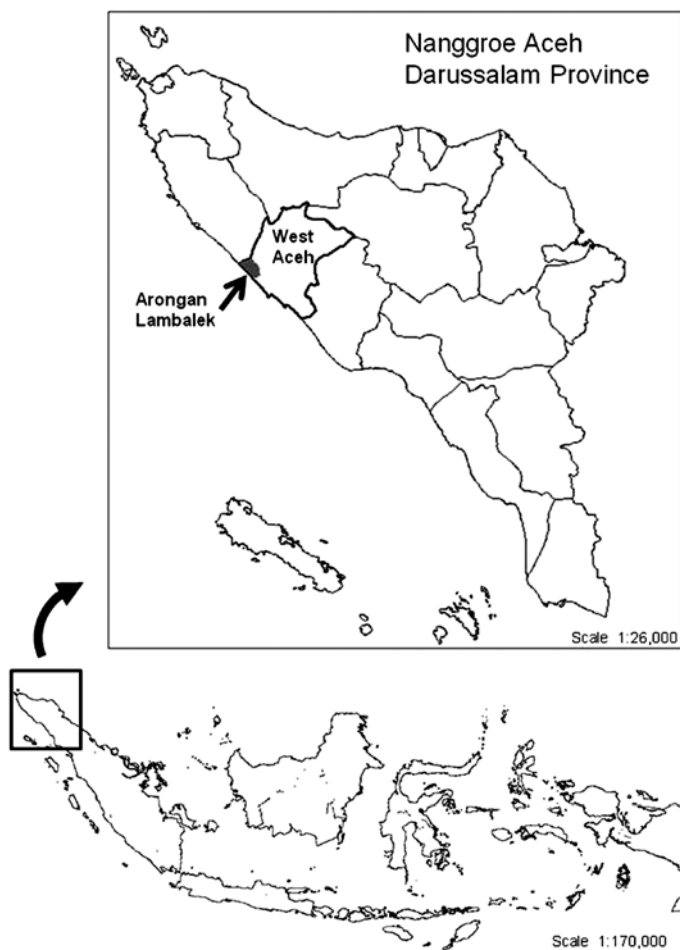 Nanggroe Aceh
Darussalam Province
West
Aceh
Arongan
Lambalek
Scale 1:26,000
Scale 1:170,000